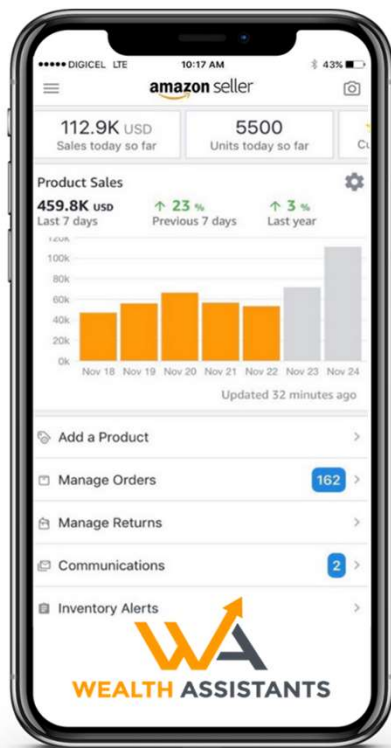 ●●●●● DIGICEL LTE 10:17 AM 43%
amazon seller
112.9K USD
Sales today so far
5500
Units today so far
Cu
Product Sales
459.8K USD
Last 7 days
↑ 23 %
Previous 7 days
↑ 3 %
Last year
120k
100k
80k
60k
40k
20k
0k
Nov 18 Nov 19 Nov 20 Nov 21 Nov 22 Nov 23 Nov 24
Updated 32 minutes ago
Add a Product
Manage Orders 162
Manage Returns
Communications 2
Inventory Alerts
WA
WEALTH ASSISTANTS